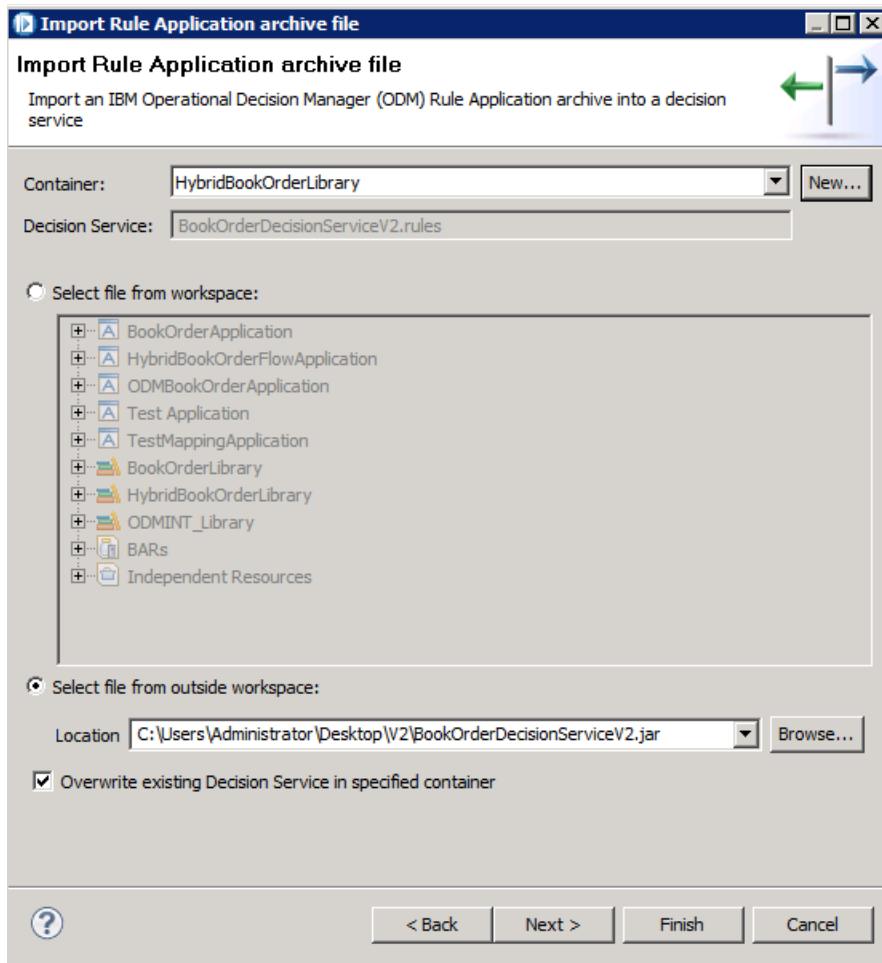 Import Rule Application archive file
Import Rule Application archive file
Import an IBM Operational Decision Manager (ODM) Rule Application archive into a decision
service
Container: HybridBookOrderLibrary New...
Decision Service: BookOrderDecisionServiceV2.rules
Select file from workspace:
BookOrderApplication
HybridBookOrderFlowApplication
ODMBookOrderApplication
Test Application
TestMappingApplication
BookOrderLibrary
HybridBookOrderLibrary
ODMINT_Library
BARs
Independent Resources
Select file from outside workspace:
Location C:\Users\Administrator\Desktop\V2\BookOrderDecisionServiceV2.jar Browse...
Overwrite existing Decision Service in specified container
? < Back Next > Finish Cancel